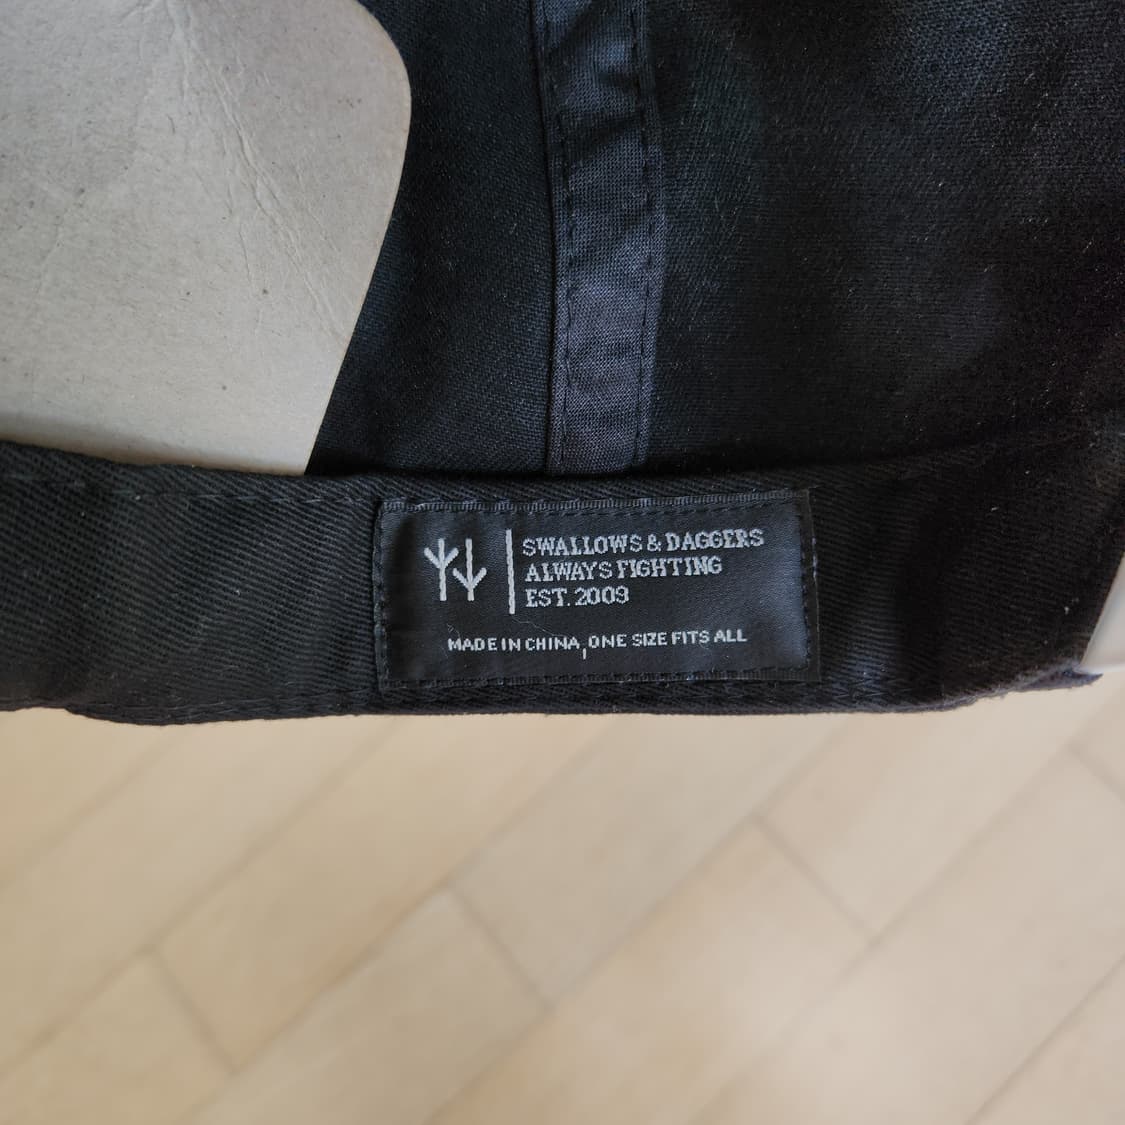 SWALLOWS & DAGGERS
ALWAYS FIGHTING
EST. 2009
MADE IN CHINA, ONE SIZE FITS ALL